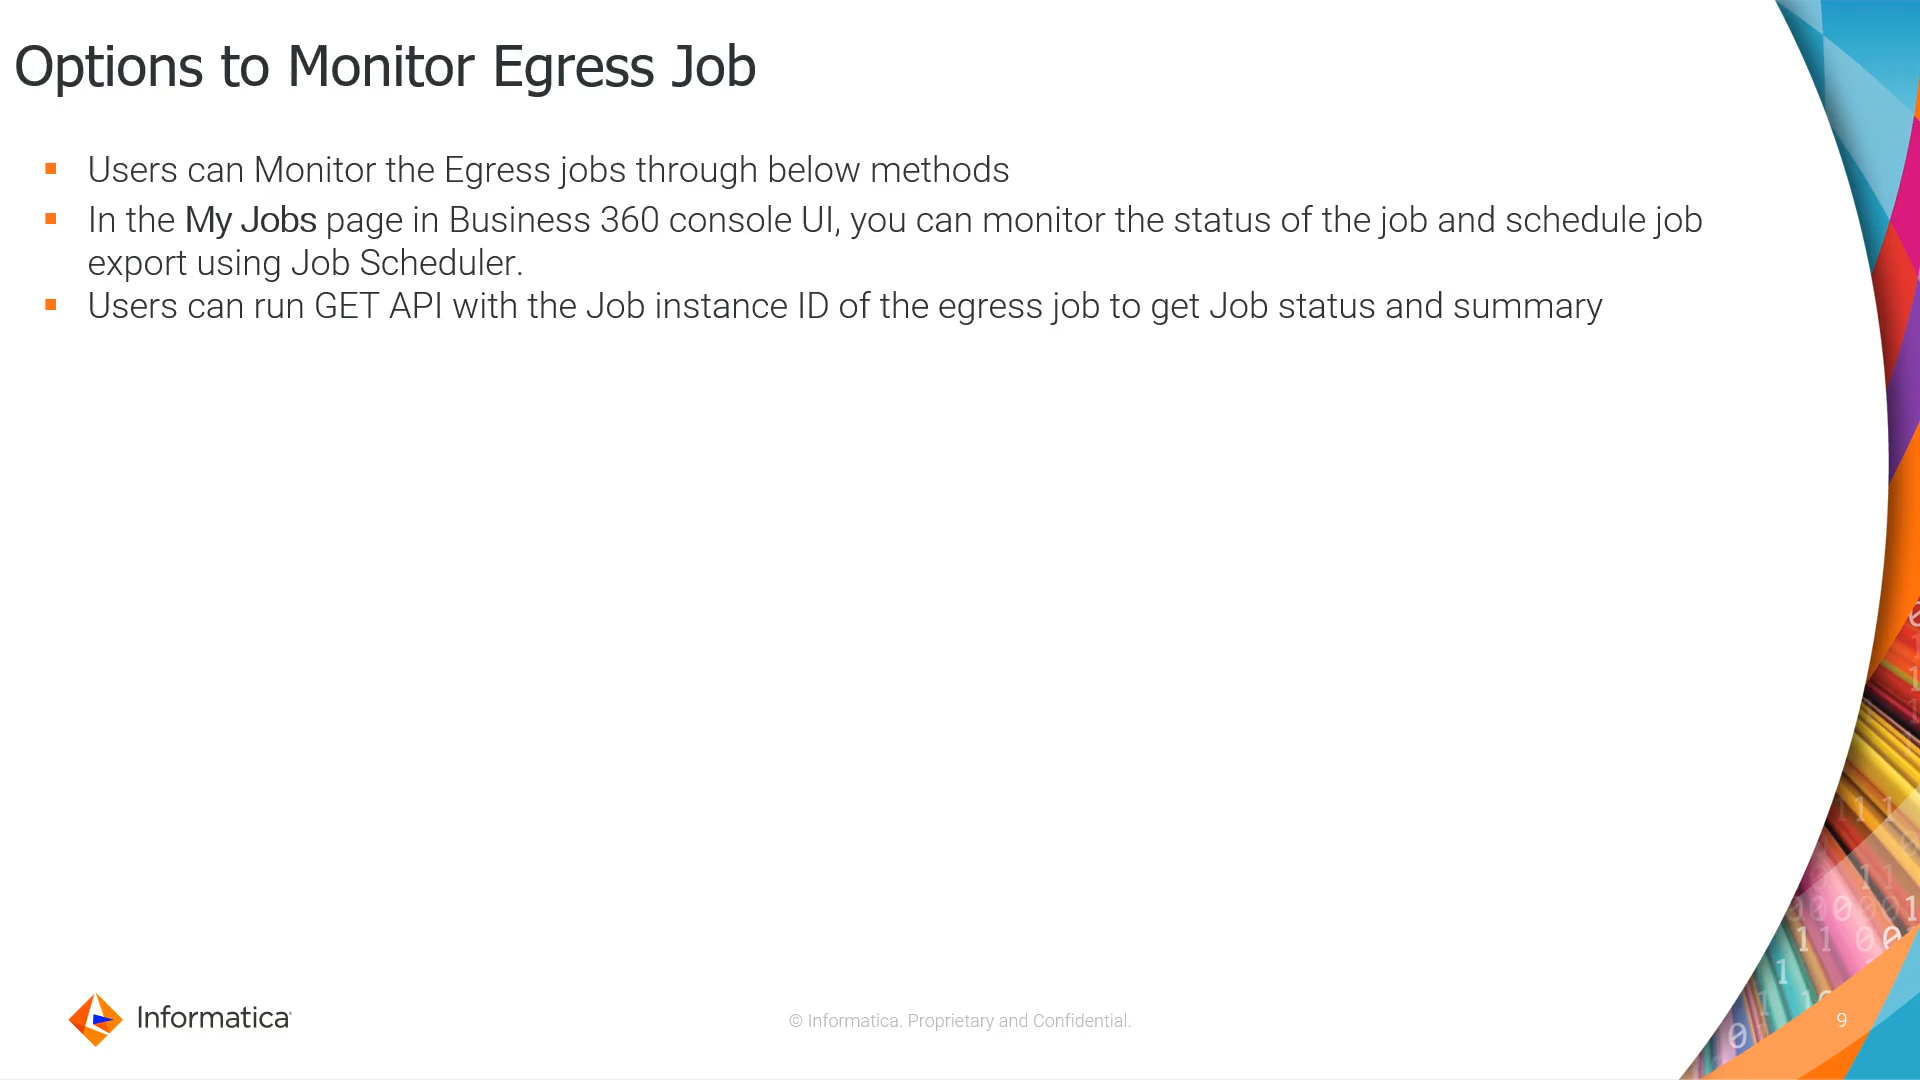 Options to Monitor Egress Job
Users can Monitor the Egress jobs through below methods
In the My Jobs page in Business 360 console UI, you can monitor the status of the job and schedule job
export using Job Scheduler.
Users can run GET API with the Job instance ID of the egress job to get Job status and summary
Informatica
© Informatica. Proprietary and Confidential.
9